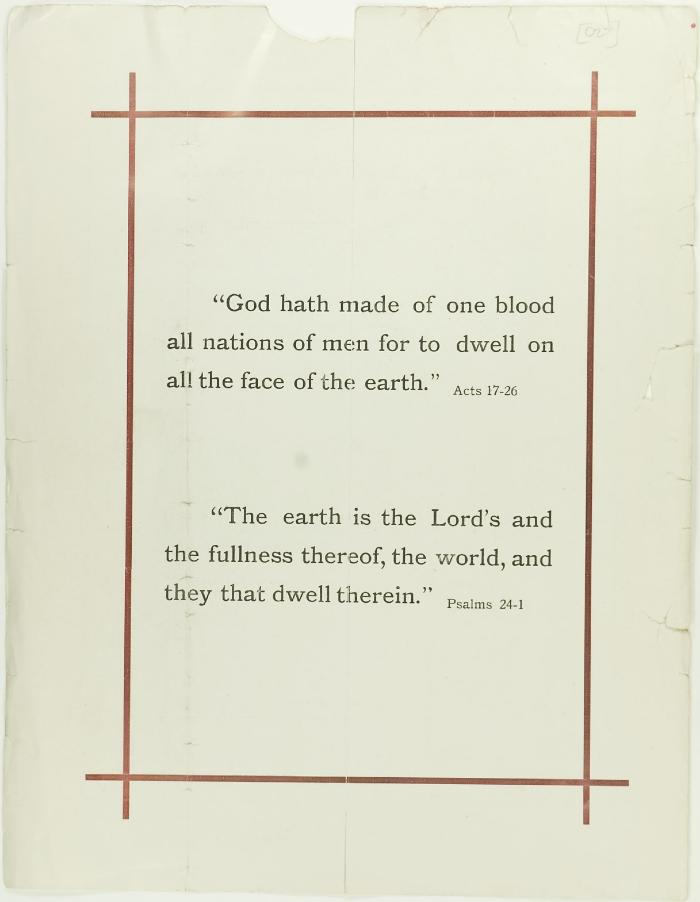 “God hath made of one blood
all nations of men for to dwell on
all the face of the earth.” Acts 17-26
“The earth is the Lord’s and
the fullness thereof, the world, and
they that dwell therein.” Psalms 24-1